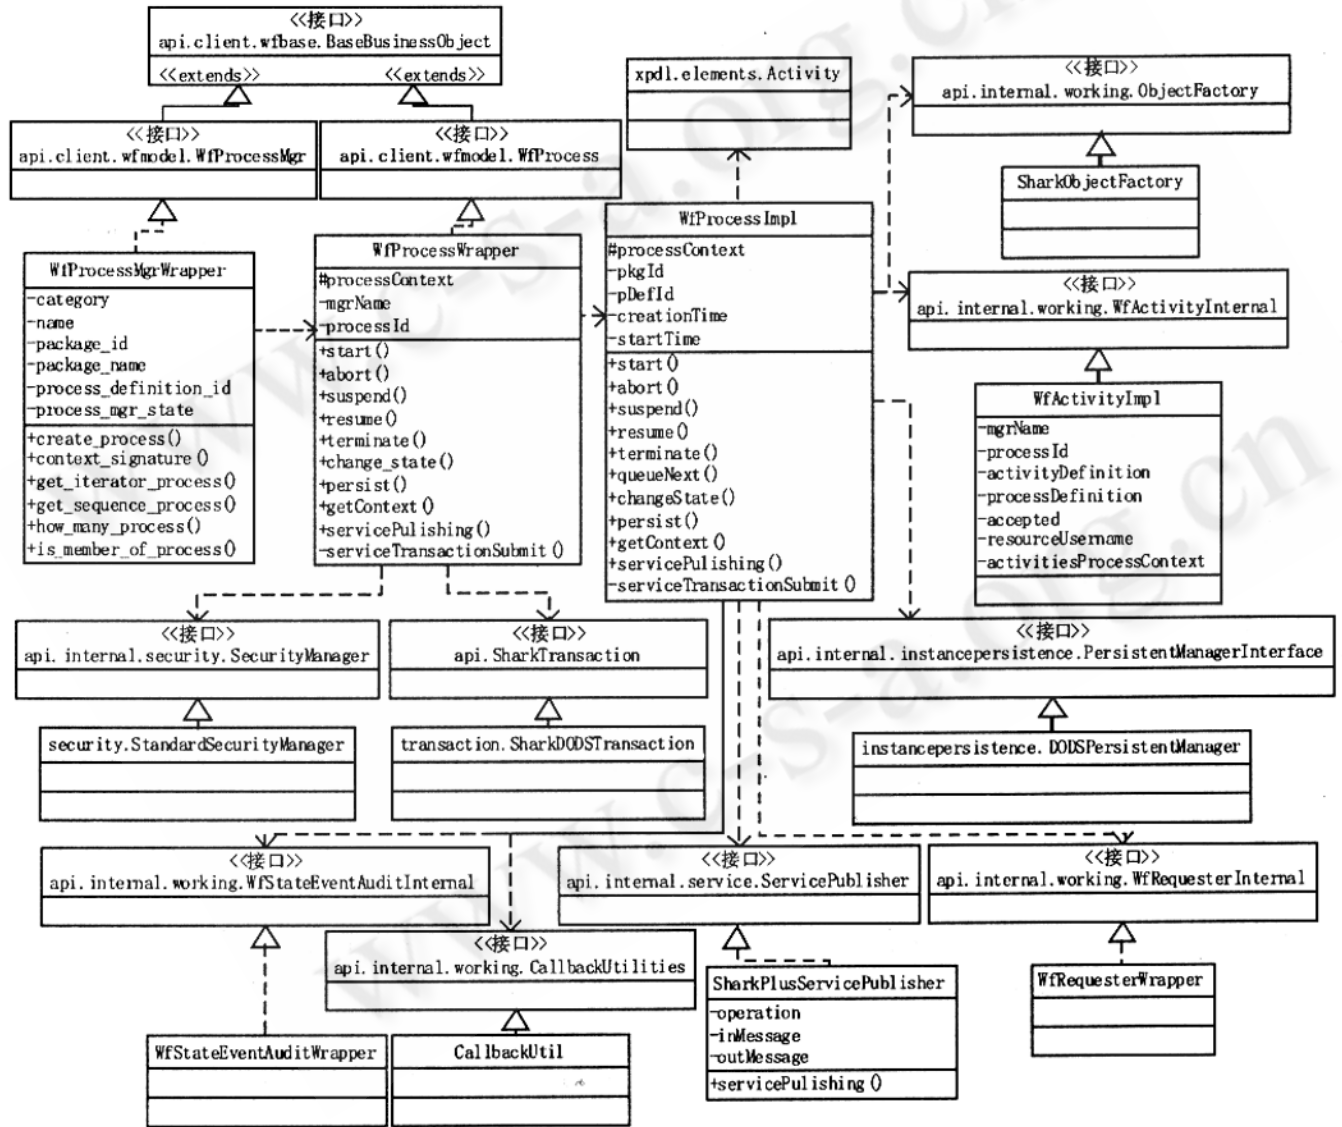 <<接口>>
api.client.wfbase.BaseBusinessObject
<<extends>>
<<extends>>
<<接口>>
api.client.wfmodel.WfProcessMgr
<<接口>>
api.client.wfmodel.WfProcess
xpdl.elements.Activity
<<接口>>
api.internal.working.ObjectFactory
SharkObjectFactory
WfProcessMgrWrapper
-category
-name
-package_id
-package_name
-process_definition_id
-process_mgr_state
+create_process()
+context_signature()
+get_iterator_process()
+get_sequence_process()
+how_many_process()
+is_member_of_process()
WfProcessWrapper
#processContext
-mgrName
-processId
+start()
+abort()
+suspend()
+resume()
+terminate()
+change_state()
+persist()
+getContext()
+servicePulishing()
-serviceTransactionSubmit()
WfProcessImpl
#processContext
-pkgId
-pDefId
-creationTime
-startTime
+start()
+abort()
+suspend()
+resume()
+terminate()
+queueNext()
+changeState()
+persist()
+getContext()
+servicePulishing()
-serviceTransactionSubmit()
<<接口>>
api.internal.working.WfActivityInternal
WfActivityImpl
-mgrName
-processId
-activityDefinition
-processDefinition
-accepted
-resourceUsername
-activitiesProcessContext
<<接口>>
api.internal.security.SecurityManager
<<接口>>
api.SharkTransaction
<<接口>>
api.internal.instancepersistence.PersistentManagerInterface
security.StandardSecurityManager
transaction.SharkDODSTransaction
instancepersistence.DODSPersistentManager
<<接口>>
api.internal.working.WfStateEventAuditInternal
<<接口>>
api.internal.service.ServicePublisher
<<接口>>
api.internal.working.WfRequesterInternal
<<接口>>
api.internal.working.CallbackUtilities
SharkPlusServicePublisher
-operation
-inMessage
-outMessage
+servicePulishing()
WfRequesterWrapper
WfStateEventAuditWrapper
CallbackUtil
www.c-s-a.org.cn
www.c-s-a.org.cn